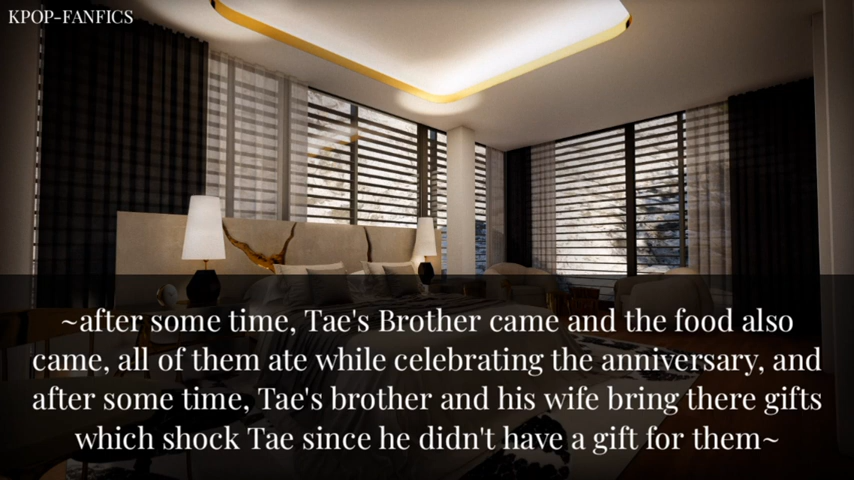 KPOP-FANFICS
~after some time, Tae's Brother came and the food also
came, all of them ate while celebrating the anniversary, and
after some time, Tae's brother and his wife bring there gifts
which shock Tae since he didn't have a gift for them~